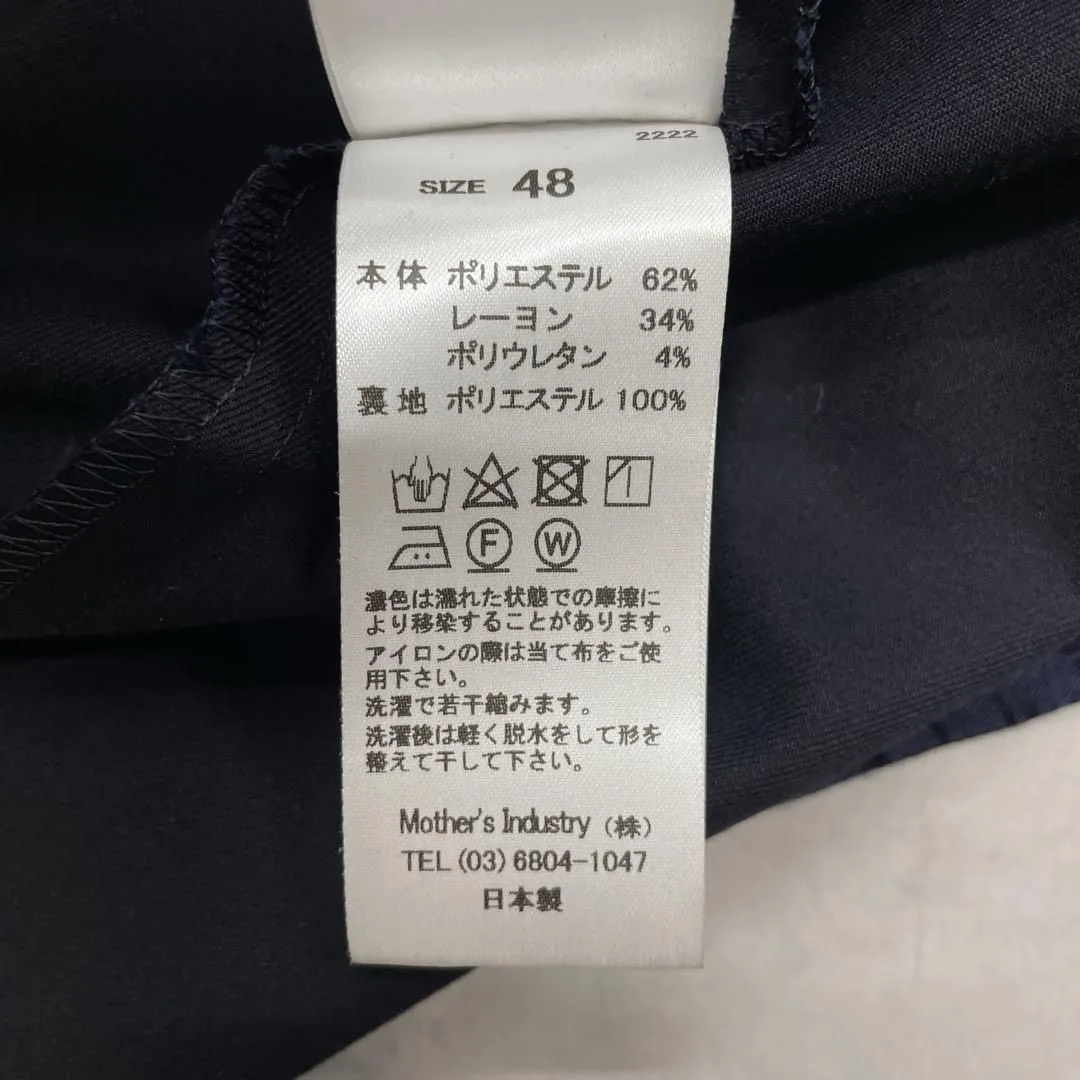 2222
SIZE 48
本体 ポリエステル 62%
レーヨン 34%
ポリウレタン 4%
裏地 ポリエステル 100%
F W
濃色は濡れた状態での摩擦に
より移染することがあります。
アイロンの際は当て布をご使
用下さい。
洗濯で若干縮みます。
洗濯後は軽く脱水をして形を
整えて干して下さい。
Mother's Industry (株)
TEL (03) 6804-1047
日本製